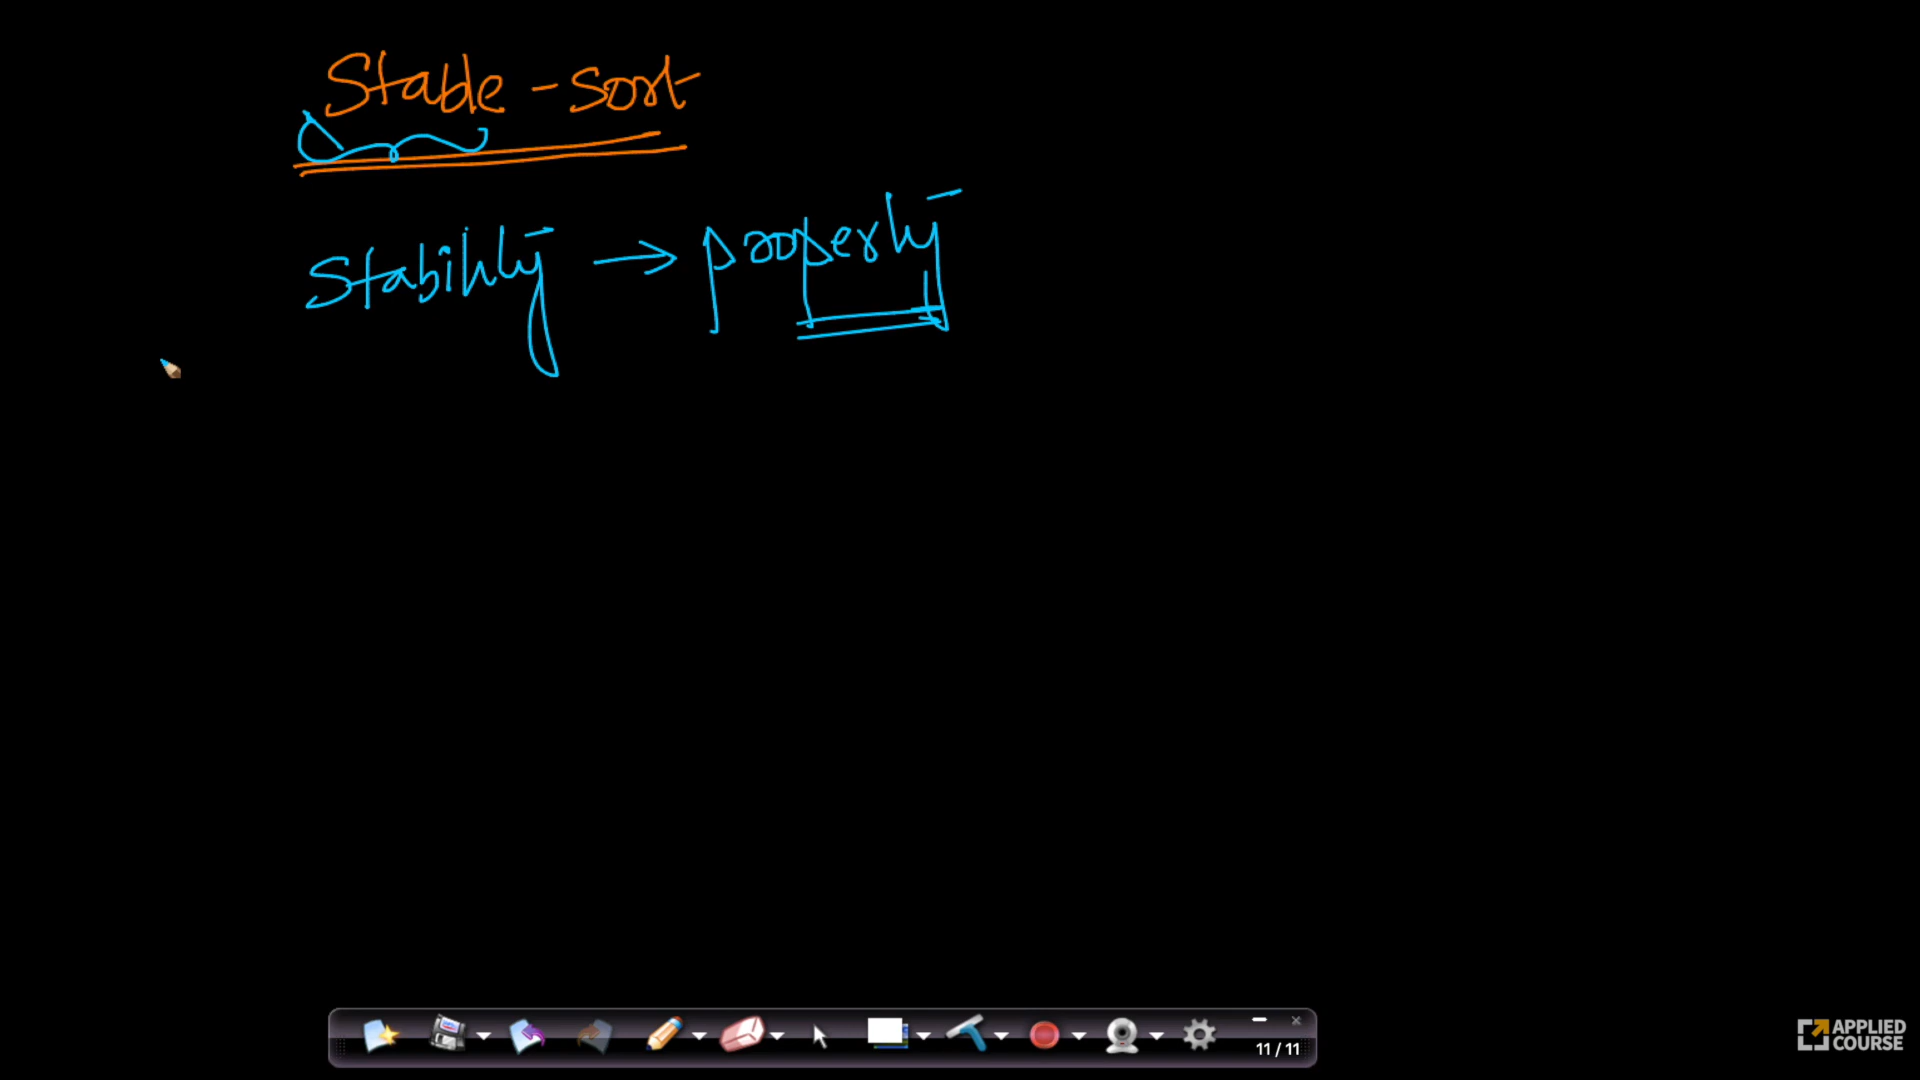 Stable - Sort
Stability → property
11 / 11
APPLIED
COURSE